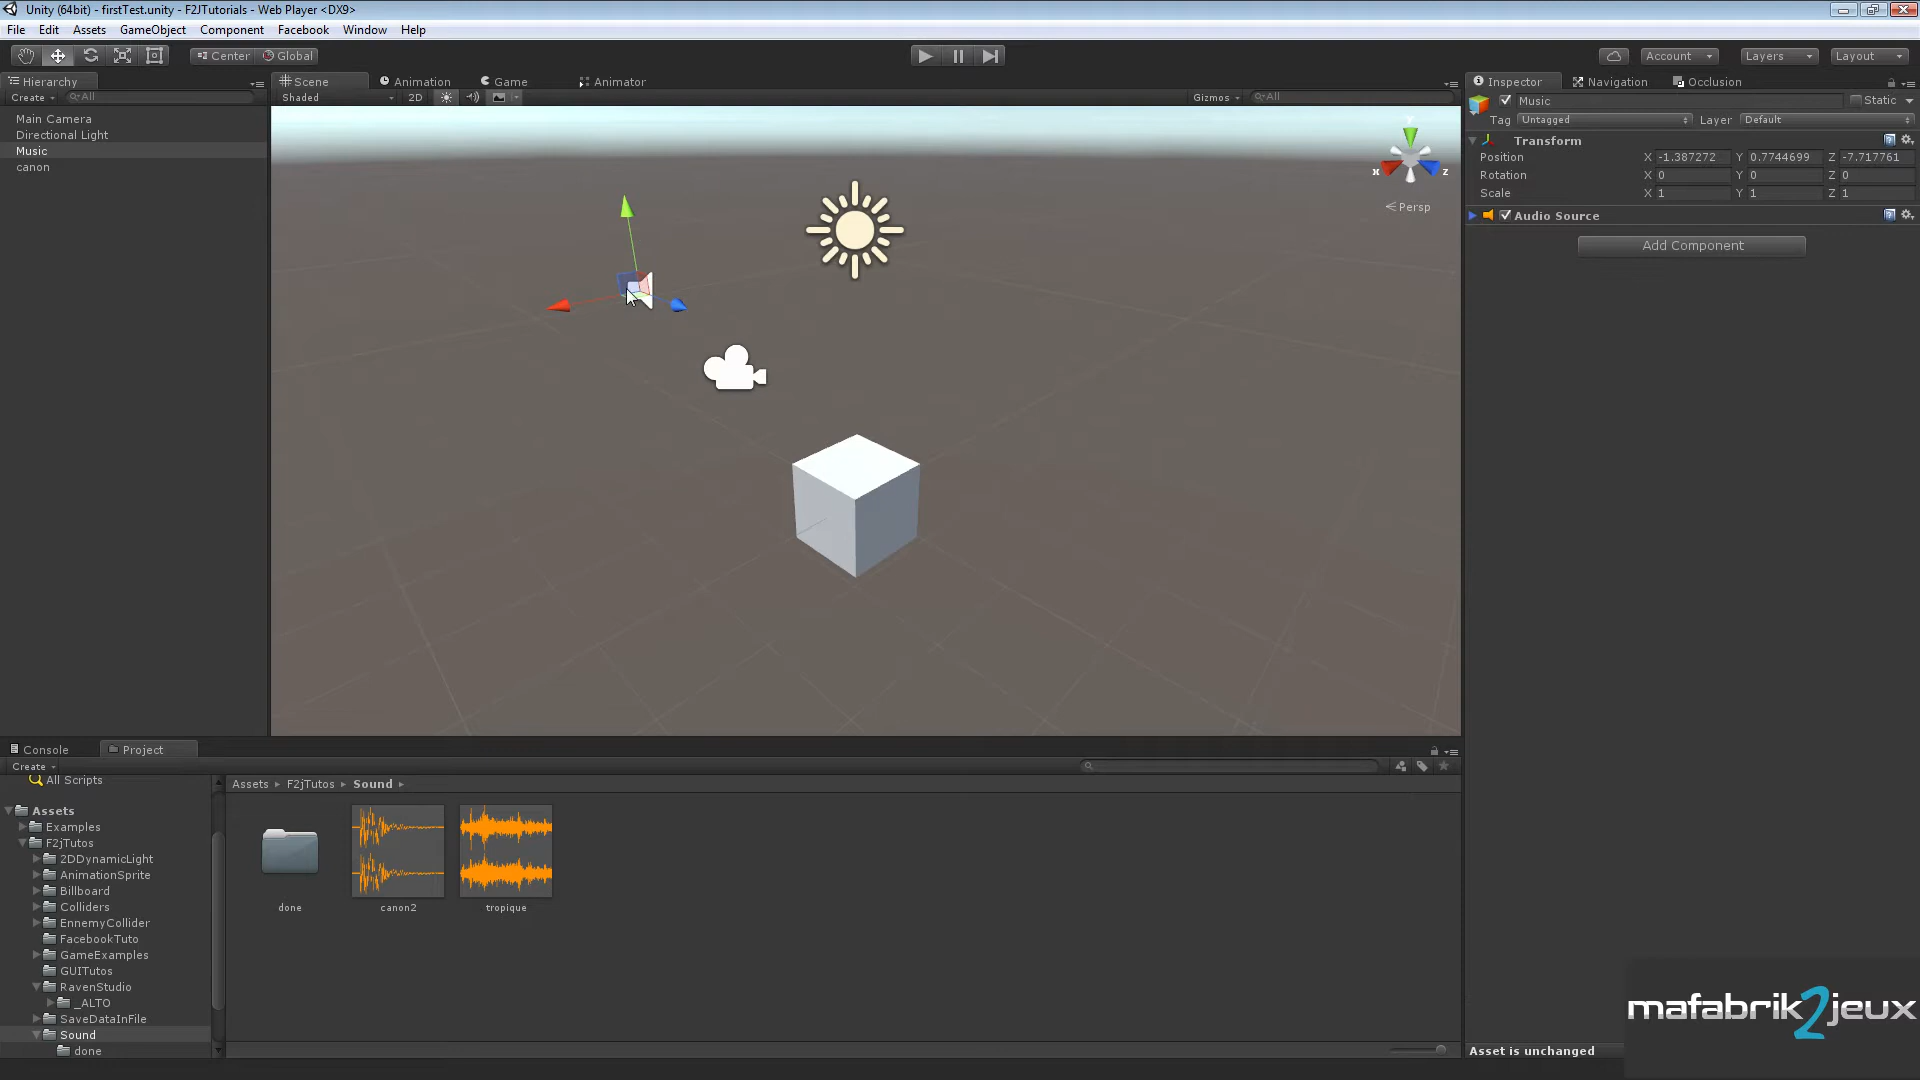 Unity (64bit) - firstTest.unity - F2JTutorials - Web Player <DX9>
File Edit Assets GameObject Component Facebook Window Help
Center Global Account Layers Layout
Hierarchy
Create All
Main Camera
Directional Light
Music
canon
Scene Animation Game Animator
Shaded 2D Gizmos All
Y
x z
Persp
Inspector Navigation Occlusion
Music Static
Tag Untagged Layer Default
Transform
Position X -1.387272 Y 0.7744699 Z -7.717761
Rotation X 0 Y 0 Z 0
Scale X 1 Y 1 Z 1
Audio Source
Add Component
Console Project
Create
All Scripts
Assets
Examples
F2jTutos
2DDynamicLight
AnimationSprite
Billboard
Colliders
EnnemyCollider
FacebookTuto
GameExamples
GUITutos
RavenStudio
_ALTO
SaveDataInFile
Sound
done
Assets F2jTutos Sound
done canon2 tropique
mafabrik2jeux
Asset is unchanged